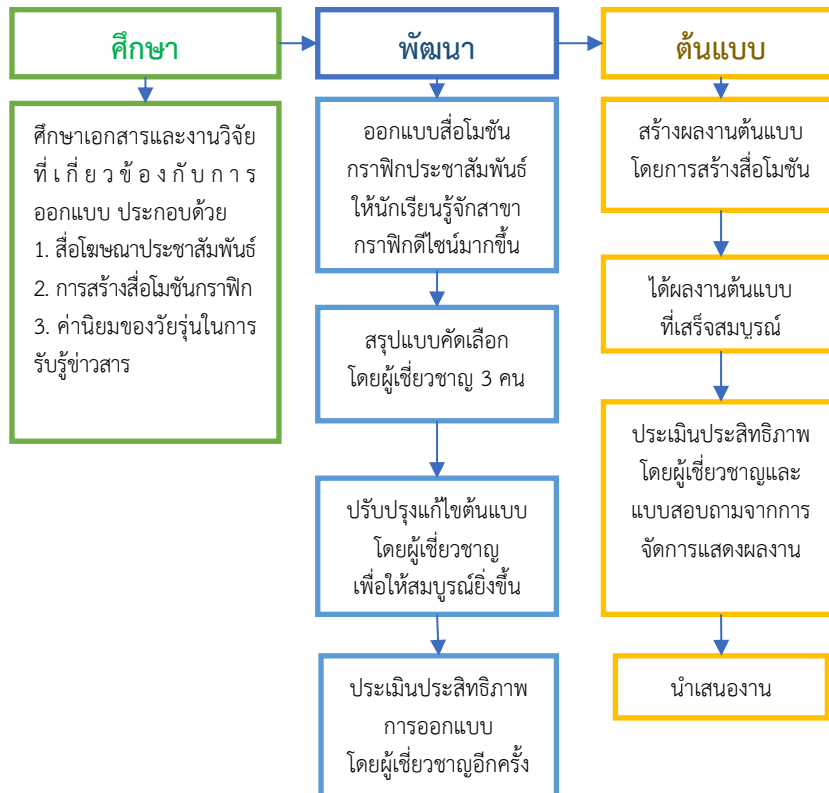 ศึกษา
พัฒนา
ต้นแบบ
ศึกษาเอกสารและงานวิจัย
ที่เกี่ยวข้องกับการ
ออกแบบ ประกอบด้วย
1. สื่อโฆษณาประชาสัมพันธ์
2. การสร้างสื่อโมชันกราฟิก
3. ค่านิยมของวัยรุ่นในการ
รับรู้ข่าวสาร
ออกแบบสื่อโมชัน
กราฟิกประชาสัมพันธ์
ให้นักเรียนรู้จักสาขา
กราฟิกดีไซน์มากขึ้น
สรุปแบบคัดเลือก
โดยผู้เชี่ยวชาญ 3 คน
ปรับปรุงแก้ไขต้นแบบ
โดยผู้เชี่ยวชาญ
เพื่อให้สมบูรณ์ยิ่งขึ้น
ประเมินประสิทธิภาพ
การออกแบบ
โดยผู้เชี่ยวชาญอีกครั้ง
สร้างผลงานต้นแบบ
โดยการสร้างสื่อโมชัน
ได้ผลงานต้นแบบ
ที่เสร็จสมบูรณ์
ประเมินประสิทธิภาพ
โดยผู้เชี่ยวชาญและ
แบบสอบถามจากการ
จัดการแสดงผลงาน
นำเสนองาน